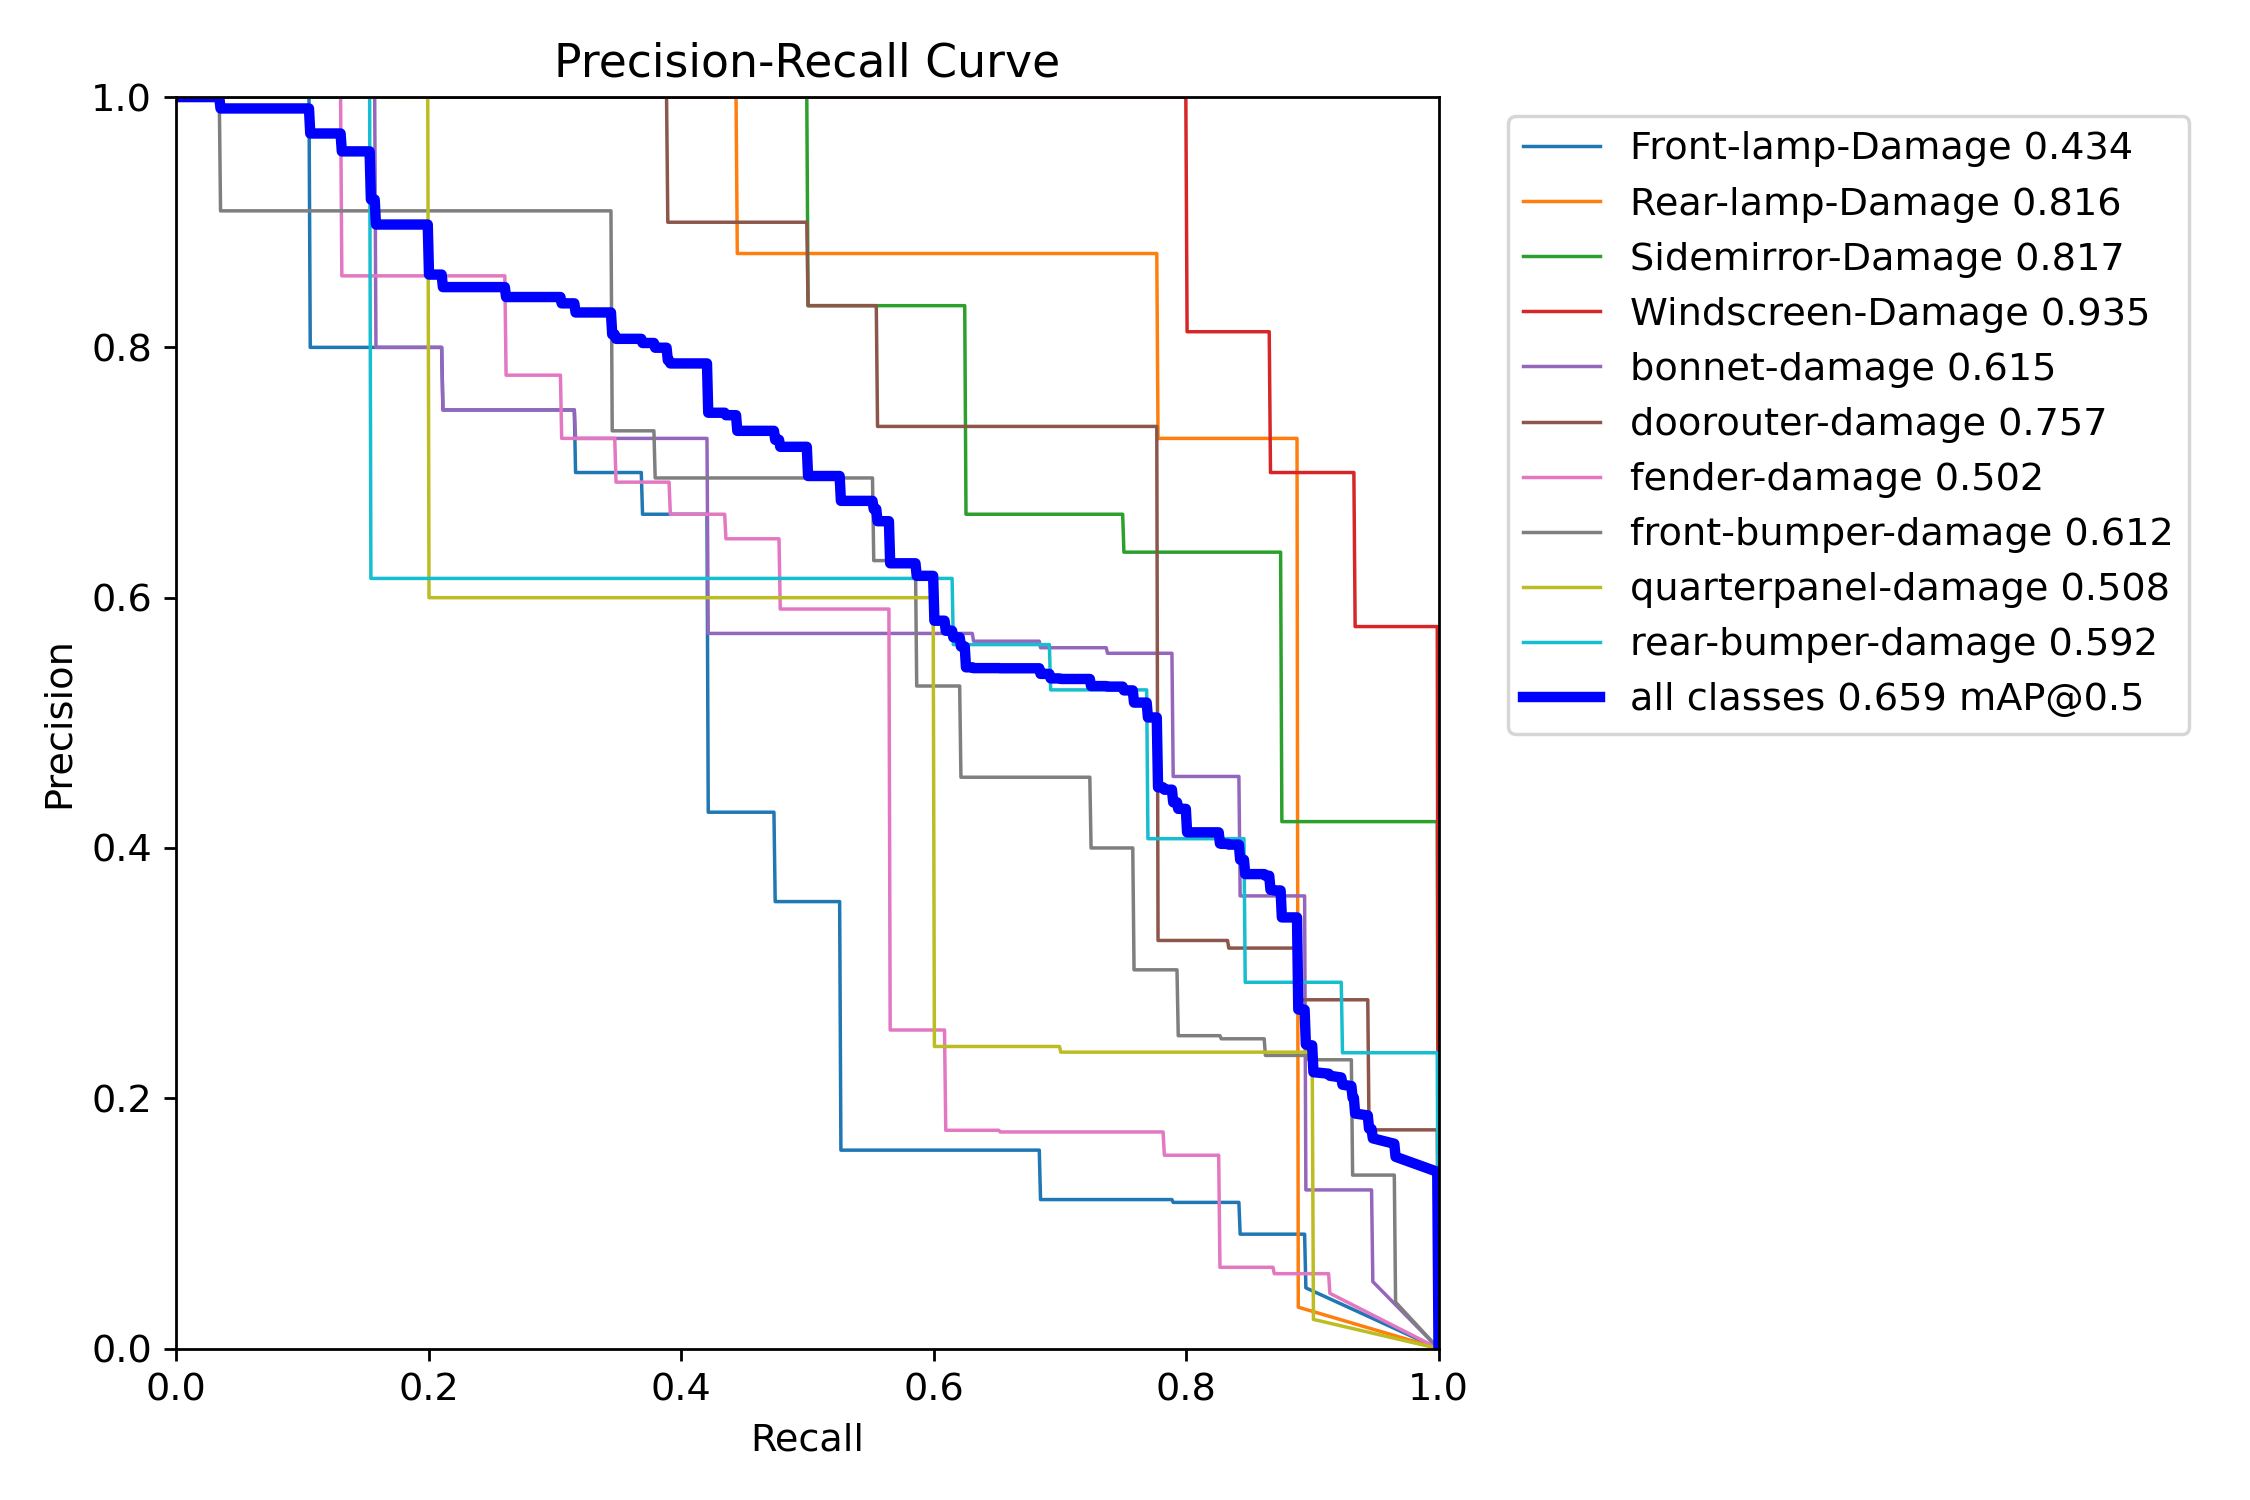 Precision-Recall Curve
1.0
0.8
0.6
0.4
0.2
0.0
Precision
0.0 0.2 0.4 0.6 0.8 1.0
Recall
Front-lamp-Damage 0.434
Rear-lamp-Damage 0.816
Sidemirror-Damage 0.817
Windscreen-Damage 0.935
bonnet-damage 0.615
doorouter-damage 0.757
fender-damage 0.502
front-bumper-damage 0.612
quarterpanel-damage 0.508
rear-bumper-damage 0.592
all classes 0.659 mAP@0.5